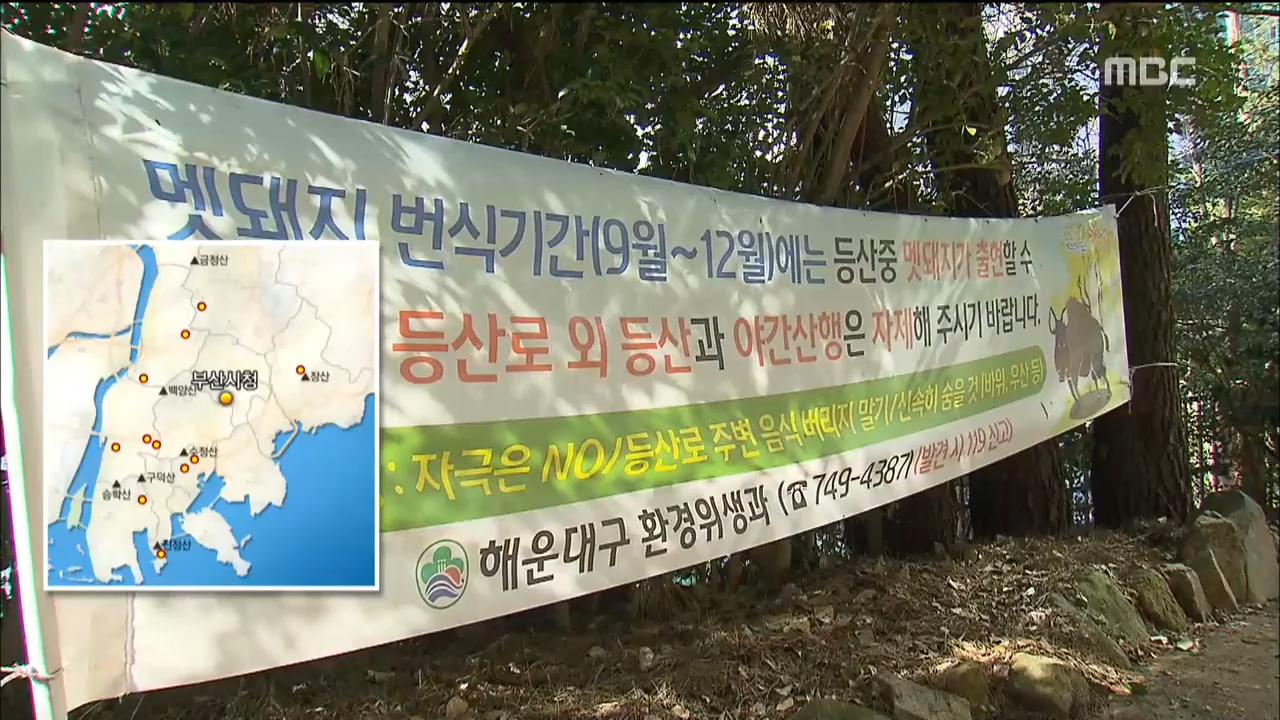 MBC
멧돼지 번식기간(9월~12월)에는 등산중 멧돼지가 출현할 수
등산로 외 등산과 야간산행은 자제해 주시기 바랍니다.
: 자극은 NO/등산로 주변 음식 버리지 말기/신속히 숨을 것(바위, 우산 등)
해운대구 환경위생과 (☎749-4387) (발견 시 119 신고)
금정산
백양산
부산시청
장산
수정산
구덕산
승학산
천정산